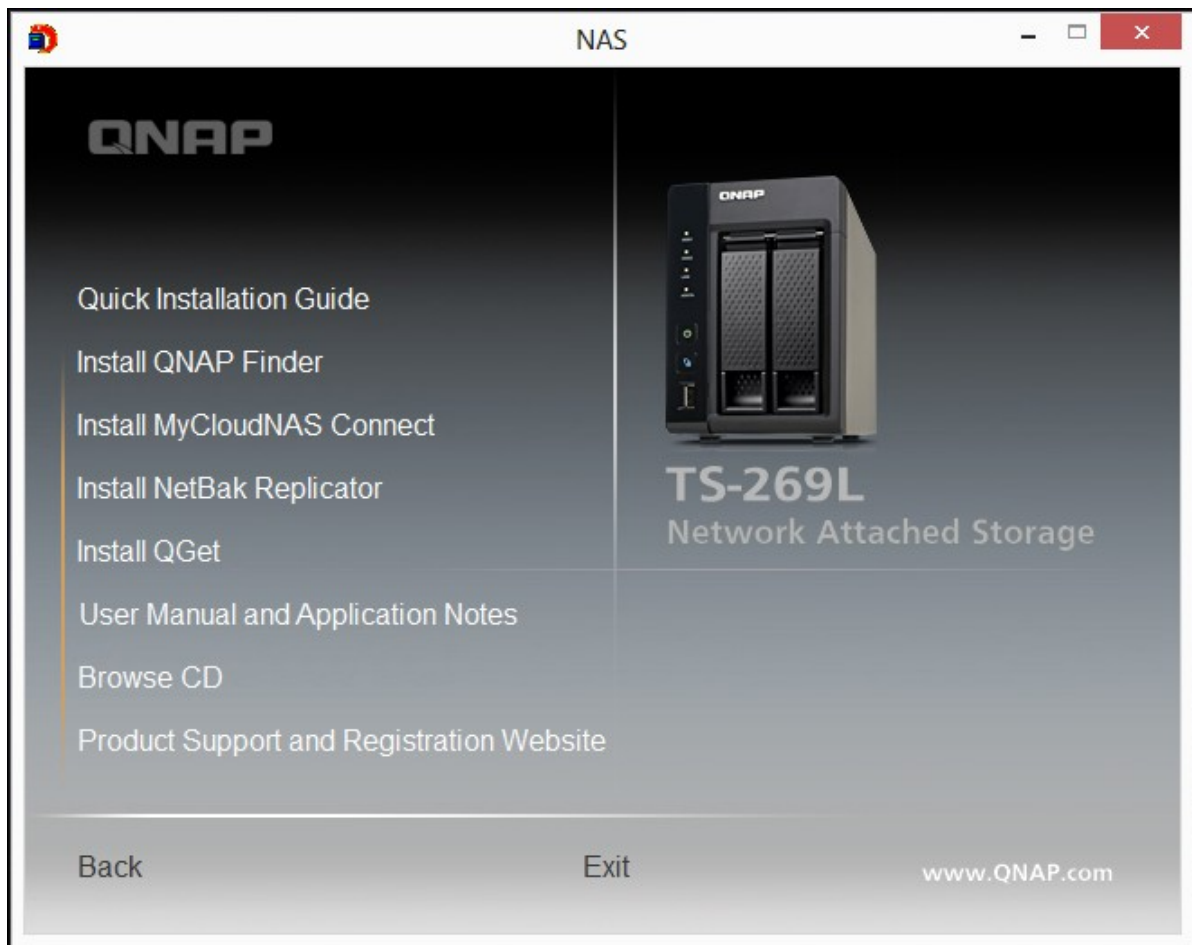 NAS
QNAP
QNAP
Quick Installation Guide
Install QNAP Finder
Install MyCloudNAS Connect
Install NetBak Replicator
Install QGet
User Manual and Application Notes
Browse CD
Product Support and Registration Website
TS-269L
Network Attached Storage
Back
Exit
www.QNAP.com